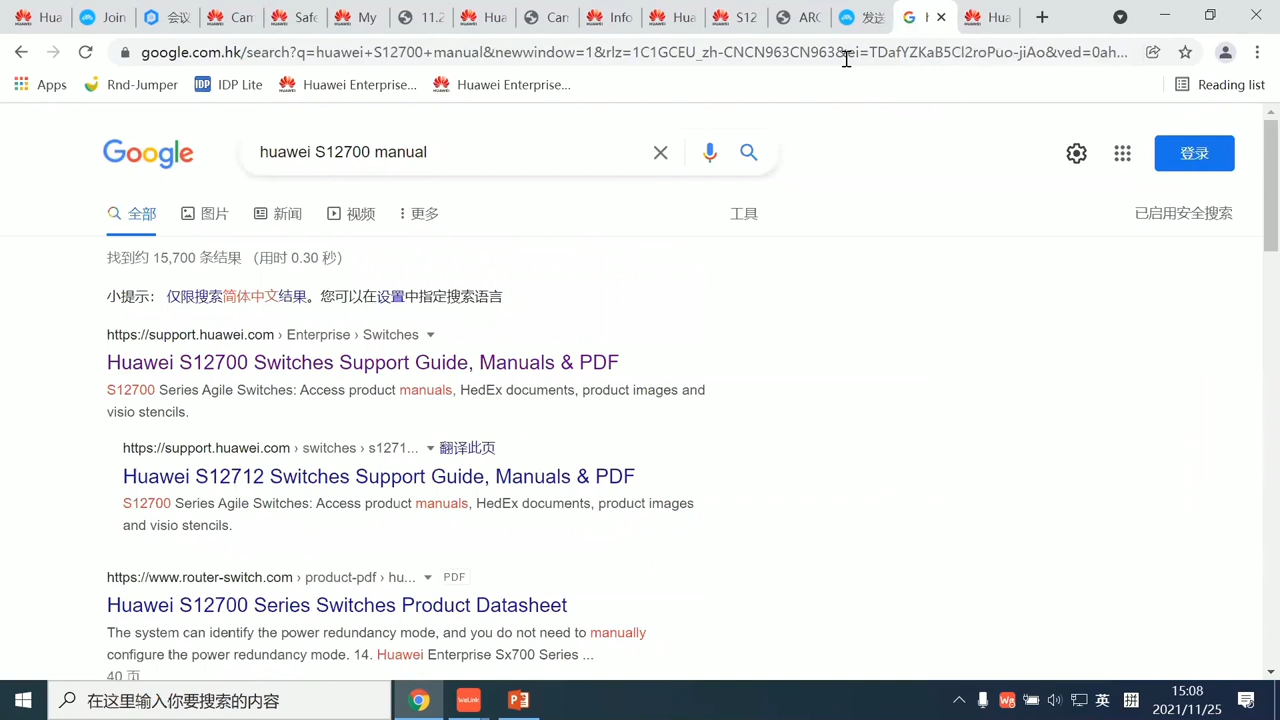 Hua
Join
会议
Can
Safe
My
11.2
Hua
Can
Info
Hua
S12
ARC
发送
Hua
google.com.hk/search?q=huawei+S12700+manual&newwindow=1&rlz=1C1GCEU_zh-CNCN963CN963&ei=TDafYZKaB5Cl2roPuo-jiAo&ved=0ah...
Apps
Rnd-Jumper
IDP
IDP Lite
Huawei Enterprise...
Huawei Enterprise...
Reading list
Google
huawei S12700 manual
登录
全部
图片
新闻
视频
更多
工具
已启用安全搜索
找到约 15,700 条结果 （用时 0.30 秒）
小提示： 仅限搜索简体中文结果。您可以在设置中指定搜索语言
https://support.huawei.com › Enterprise › Switches
Huawei S12700 Switches Support Guide, Manuals & PDF
S12700 Series Agile Switches: Access product manuals, HedEx documents, product images and
visio stencils.
https://support.huawei.com › switches › s1271... 翻译此页
Huawei S12712 Switches Support Guide, Manuals & PDF
S12700 Series Agile Switches: Access product manuals, HedEx documents, product images
and visio stencils.
https://www.router-switch.com › product-pdf › hu... PDF
Huawei S12700 Series Switches Product Datasheet
The system can identify the power redundancy mode, and you do not need to manually
configure the power redundancy mode. 14. Huawei Enterprise Sx700 Series ...
40 页
在这里输入你要搜索的内容
WeLink
英
拼
15:08
2021/11/25